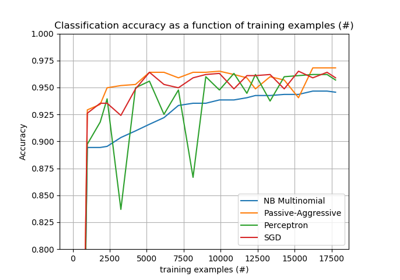 Classification accuracy as a function of training examples (#)
1.000
0.975
0.950
0.925
0.900
0.875
0.850
0.825
0.800
Accuracy
NB Multinomial
Passive-Aggressive
Perceptron
SGD
0 2500 5000 7500 10000 12500 15000 17500
training examples (#)